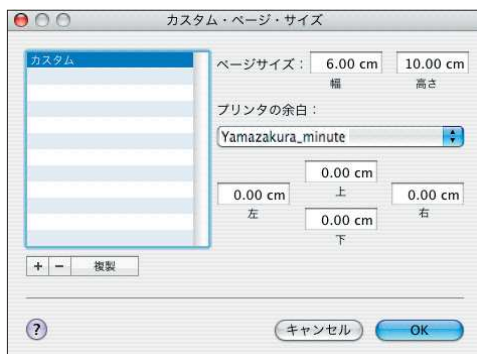 カスタム・ページ・サイズ
カスタム
ページサイズ： 6.00 cm 10.00 cm
幅 高さ
プリンタの余白：
Yamazakura_minute
0.00 cm
上
0.00 cm 0.00 cm
左 右
0.00 cm
下
+ − 複製
? キャンセル OK